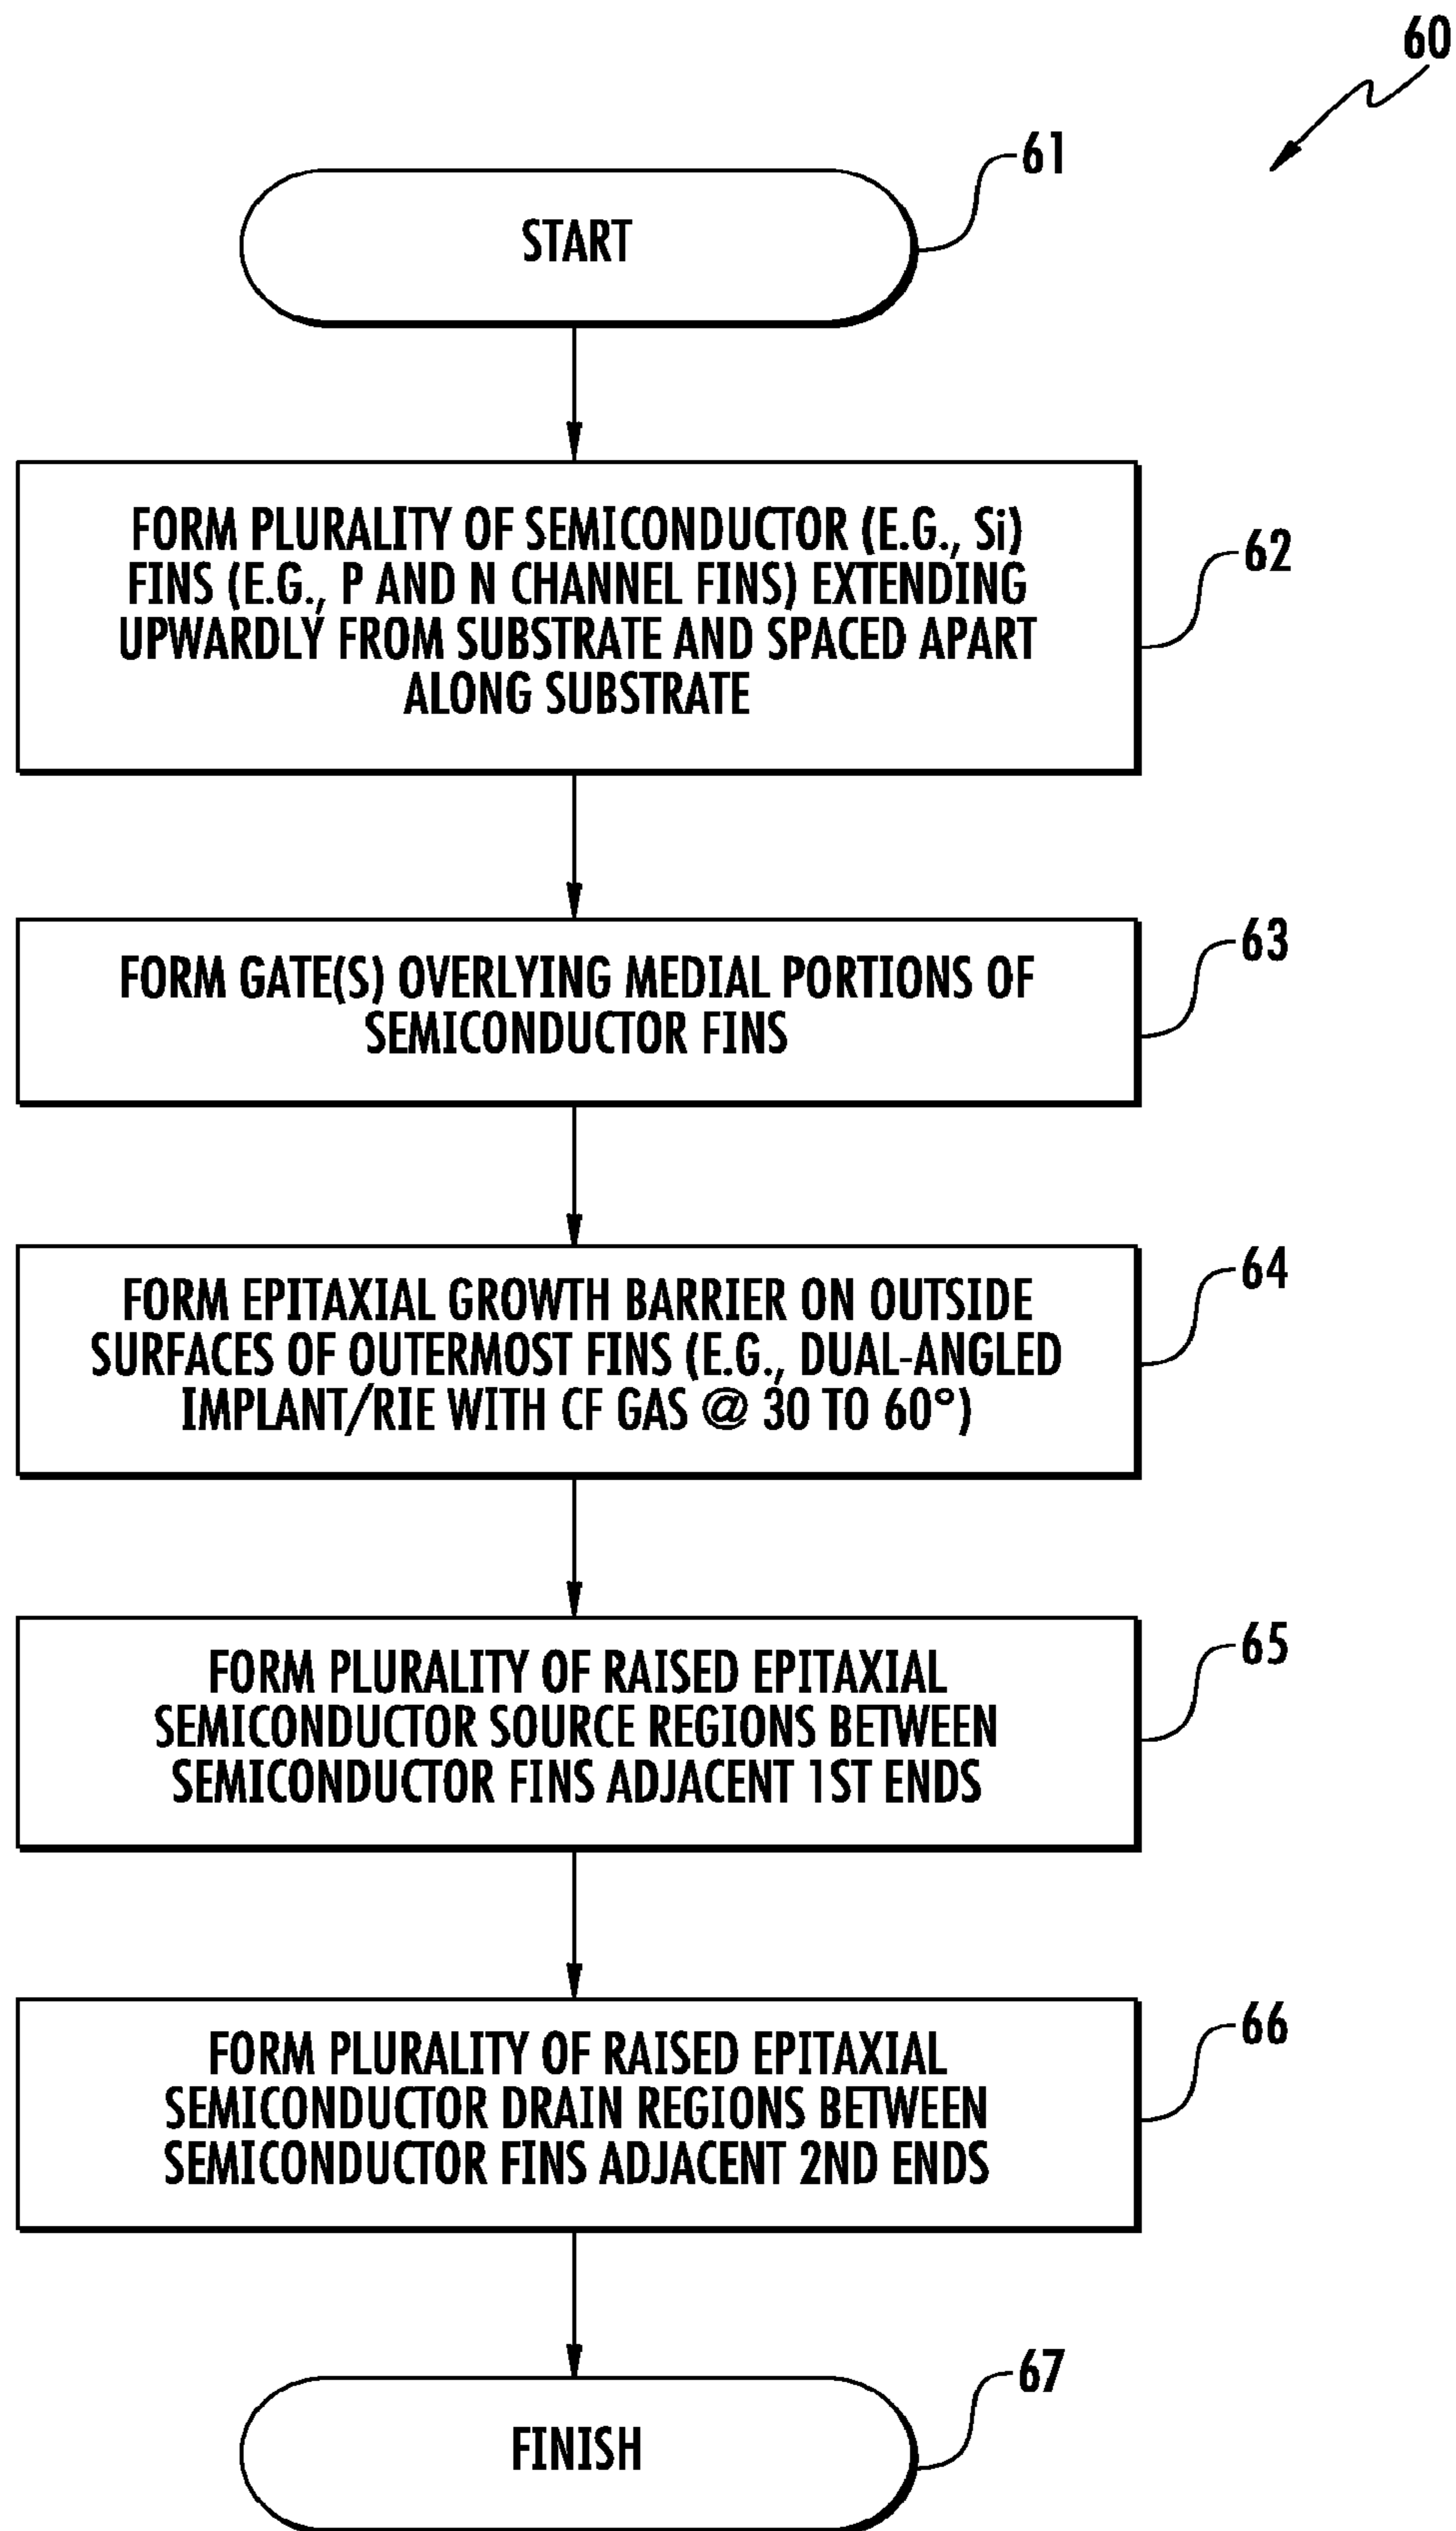 60
61
START
FORM PLURALITY OF SEMICONDUCTOR (E.G., Si)
FINS (E.G., P AND N CHANNEL FINS) EXTENDING
UPWARDLY FROM SUBSTRATE AND SPACED APART
ALONG SUBSTRATE
62
FORM GATE(S) OVERLYING MEDIAL PORTIONS OF
SEMICONDUCTOR FINS
63
FORM EPITAXIAL GROWTH BARRIER ON OUTSIDE
SURFACES OF OUTERMOST FINS (E.G., DUAL-ANGLED
IMPLANT/RIE WITH CF GAS @ 30 TO 60°)
64
FORM PLURALITY OF RAISED EPITAXIAL
SEMICONDUCTOR SOURCE REGIONS BETWEEN
SEMICONDUCTOR FINS ADJACENT 1ST ENDS
65
FORM PLURALITY OF RAISED EPITAXIAL
SEMICONDUCTOR DRAIN REGIONS BETWEEN
SEMICONDUCTOR FINS ADJACENT 2ND ENDS
66
67
FINISH